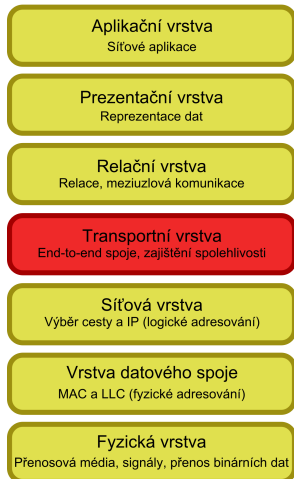 Aplikační vrstva
Síťové aplikace
Prezentační vrstva
Reprezentace dat
Relační vrstva
Relace, meziuzlová komunikace
Transportní vrstva
End-to-end spoje, zajištění spolehlivosti
Síťová vrstva
Výběr cesty a IP (logické adresování)
Vrstva datového spoje
MAC a LLC (fyzické adresování)
Fyzická vrstva
Přenosová média, signály, přenos binárních dat